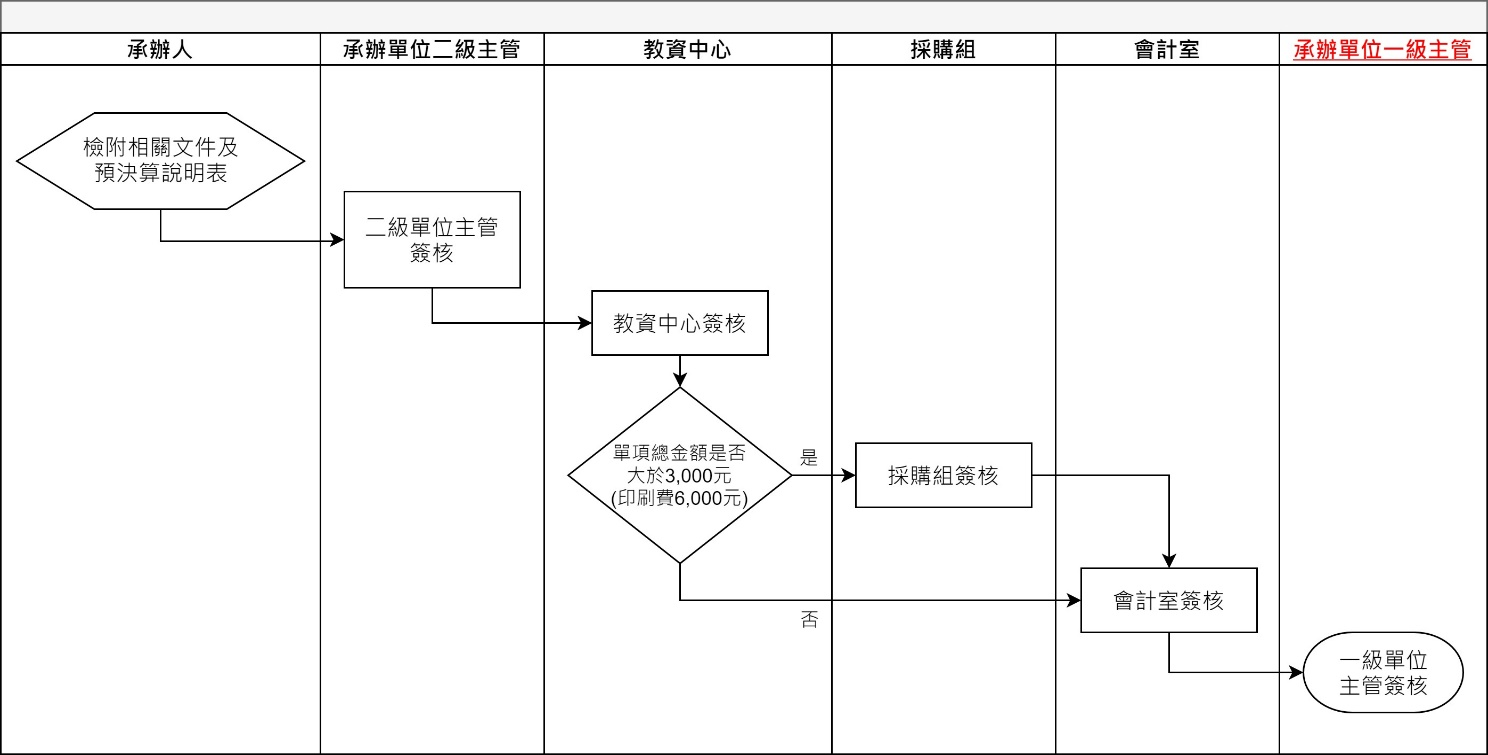 承辦人
承辦單位二級主管
教資中心
採購組
會計室
承辦單位一級主管
檢附相關文件及
預決算說明表
二級單位主管
簽核
教資中心簽核
單項總金額是否
大於3,000元
(印刷費6,000元)
是
採購組簽核
否
會計室簽核
一級單位
主管簽核